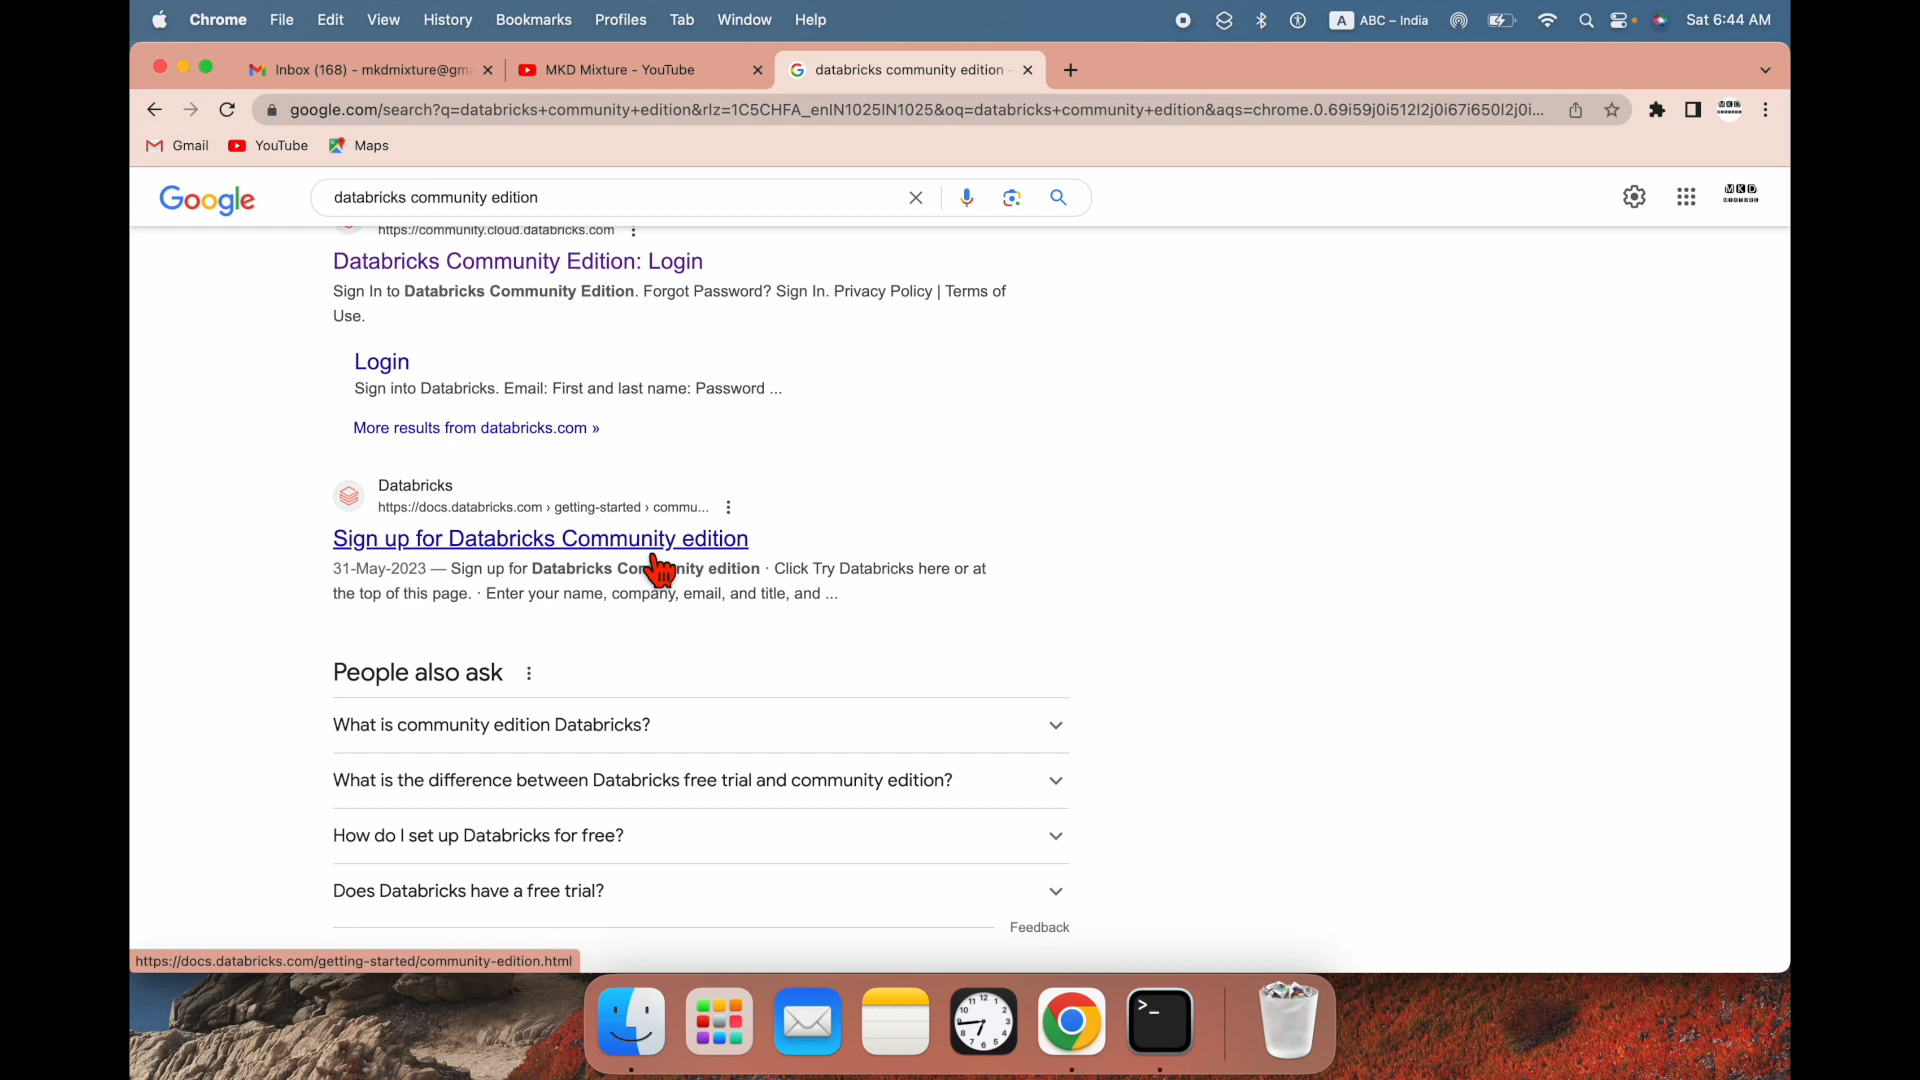 Chrome File Edit View History Bookmarks Profiles Tab Window Help A ABC – India Sat 6:44 AM
Inbox (168) - mkdmixture@gm MKD Mixture - YouTube databricks community edition -
google.com/search?q=databricks+community+edition&rlz=1C5CHFA_enIN1025IN1025&oq=databricks+community+edition&aqs=chrome.0.69i59j0i512l2j0i67i650l2j0i...
Gmail YouTube Maps
Google databricks community edition MKD MIXTURE
https://community.cloud.databricks.com
Databricks Community Edition: Login
Sign In to Databricks Community Edition. Forgot Password? Sign In. Privacy Policy | Terms of
Use.
Login
Sign into Databricks. Email: First and last name: Password ...
More results from databricks.com »
Databricks
https://docs.databricks.com › getting-started › commu...
Sign up for Databricks Community edition
31-May-2023 — Sign up for Databricks Community edition · Click Try Databricks here or at
the top of this page. · Enter your name, company, email, and title, and ...
People also ask
What is community edition Databricks?
What is the difference between Databricks free trial and community edition?
How do I set up Databricks for free?
Does Databricks have a free trial?
Feedback
https://docs.databricks.com/getting-started/community-edition.html